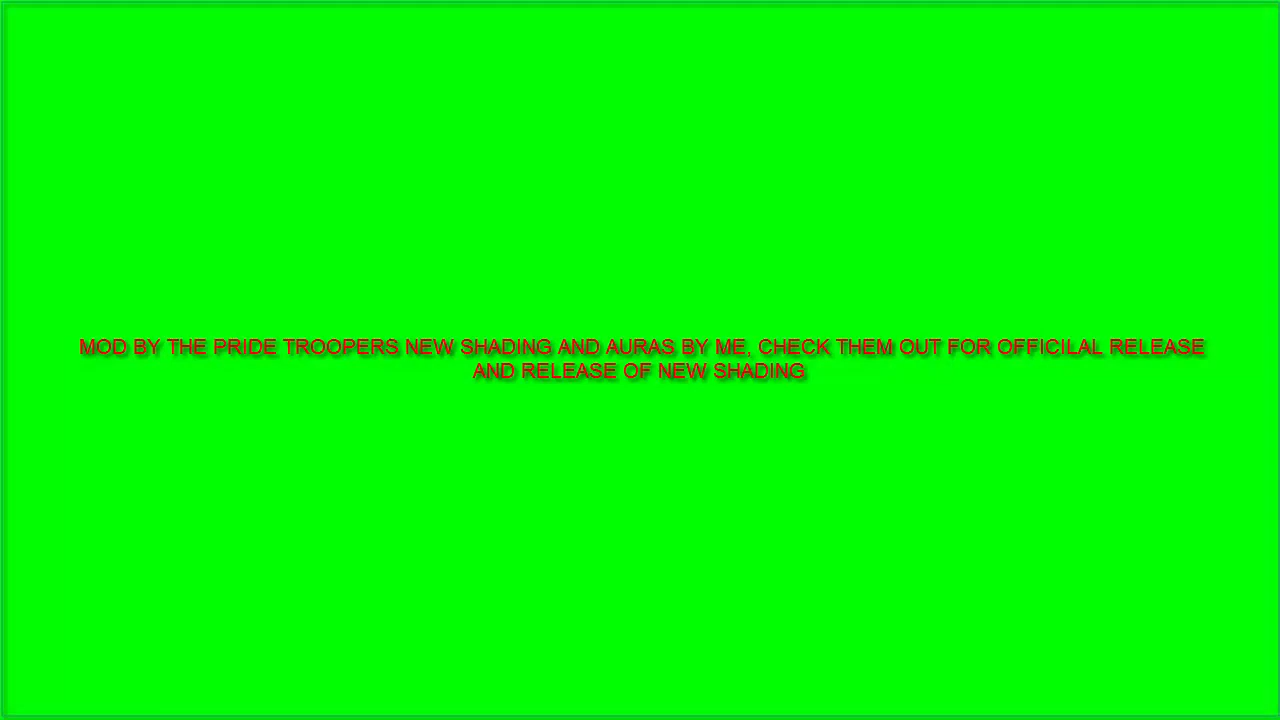 MOD BY THE PRIDE TROOPERS NEW SHADING AND AURAS BY ME, CHECK THEM OUT FOR OFFICILAL RELEASE
AND RELEASE OF NEW SHADING